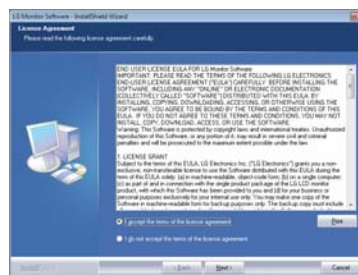 LG Monitor Software - InstallShield Wizard
License Agreement
Please read the following license agreement carefully.
END-USER LICENSE AGREEMENT EULA FOR LG Monitor Software
IMPORTANT: PLEASE READ THE TERMS OF THE FOLLOWING LG ELECTRONICS
END-USER LICENSE AGREEMENT ("EULA") CAREFULLY BEFORE INSTALLING THE
SOFTWARE, INCLUDING ANY "ONLINE" OR ELECTRONIC DOCUMENTATION
(COLLECTIVELY CALLED "SOFTWARE") DISTRIBUTED WITH THIS EULA. BY
INSTALLING, COPYING, DOWNLOADING, ACCESSING, OR OTHERWISE USING THE
SOFTWARE, YOU AGREE TO BE BOUND BY THE TERMS AND CONDITIONS OF THIS
EULA. IF YOU DO NOT AGREE TO THESE TERMS AND CONDITIONS, YOU MAY NOT
INSTALL, COPY, DOWNLOAD, ACCESS, OR USE THE SOFTWARE.
Warning: This Software is protected by copyright laws and international treaties. Unauthorized
reproduction of this Software, or any portion of it, may result in severe civil and criminal
penalties and will be prosecuted to the maximum extent possible under the law.
1. LICENSE GRANT
Subject to the terms of this EULA, LG Electronics Inc. ("LG Electronics") grants you a non-
exclusive, non-transferable license to use the Software distributed with this EULA during the
term of this EULA: (a) in machine-readable, object-code form; (b) on a single computer;
(c) as part of and in connection with the single product package of the LG LCD monitor
product, with which this Software has been provided to you and (d) for your business or
personal purposes exclusively for your internal use only. You may make one copy of the
Software in machine-readable form for backup purposes only. The backup copy must include
I accept the terms of the license agreement
Print
I do not accept the terms of the license agreement
InstallShield
< Back
Next >
Cancel